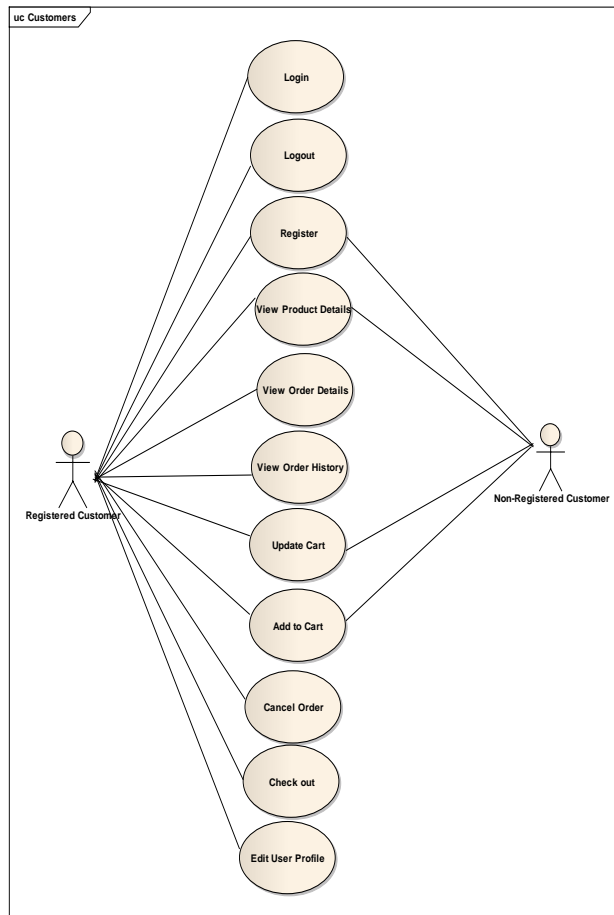 uc Customers
Login
Logout
Register
View Product Details
View Order Details
View Order History
Registered Customer
Non-Registered Customer
Update Cart
Add to Cart
Cancel Order
Check out
Edit User Profile